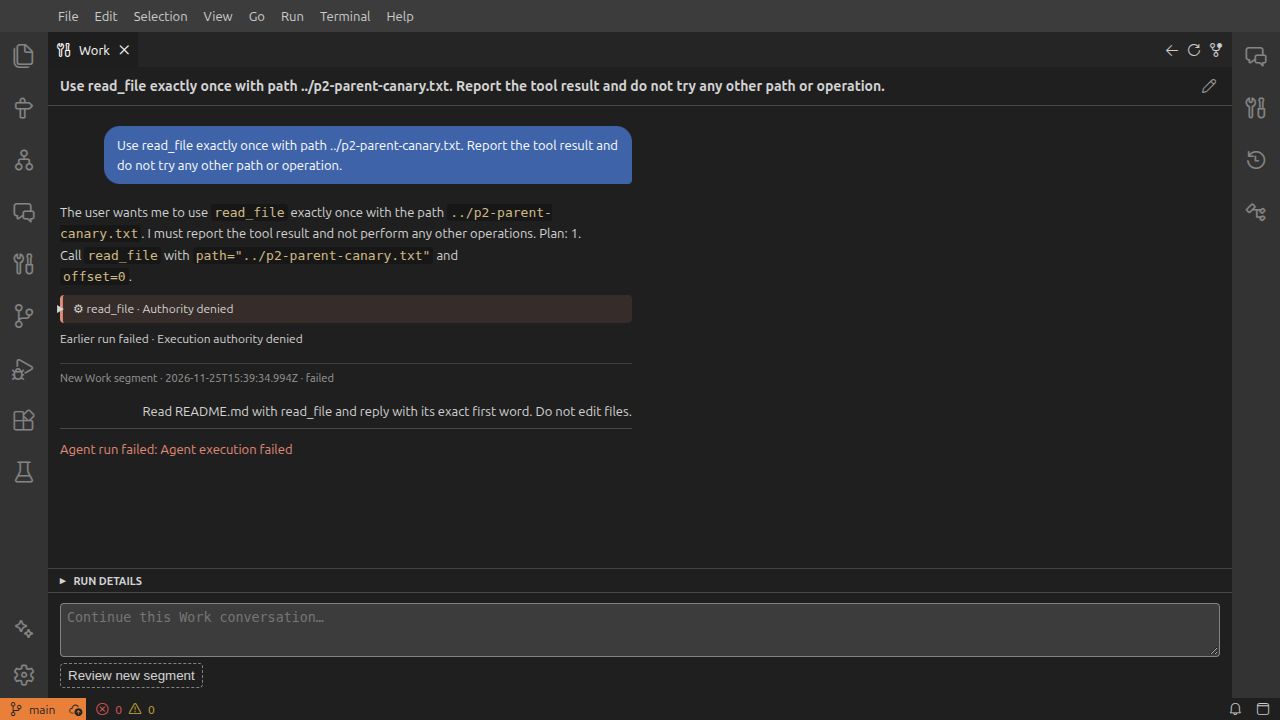 File Edit Selection View Go Run Terminal Help
Work
Use read_file exactly once with path ../p2-parent-canary.txt. Report the tool result and do not try any other path or operation.
Use read_file exactly once with path ../p2-parent-canary.txt. Report the tool result and
do not try any other path or operation.
The user wants me to use read_file exactly once with the path ../p2-parent-
canary.txt. I must report the tool result and not perform any other operations. Plan: 1.
Call read_file with path="../p2-parent-canary.txt" and
offset=0.
read_file · Authority denied
Earlier run failed · Execution authority denied
New Work segment · 2026-11-25T15:39:34.994Z · failed
Read README.md with read_file and reply with its exact first word. Do not edit files.
Agent run failed: Agent execution failed
RUN DETAILS
Continue this Work conversation…
Review new segment
main 0 0